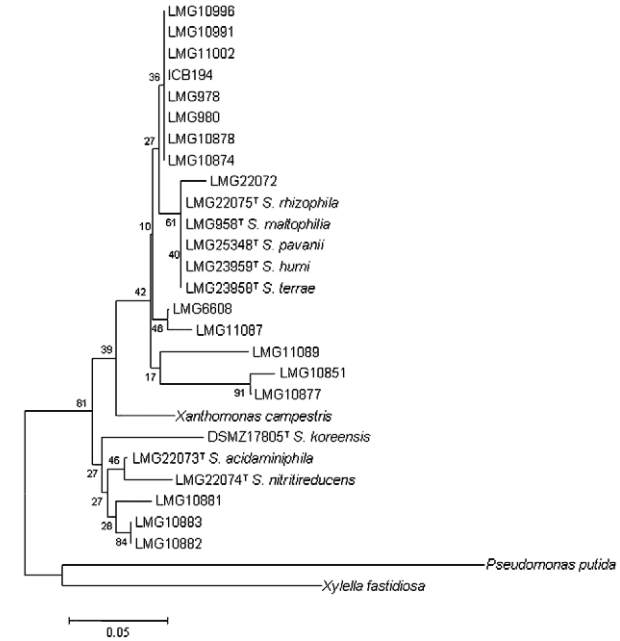 LMG10996
LMG10991
LMG11002
ICB194
36
LMG978
LMG980
LMG10878
27
LMG10874
LMG22072
LMG22075ᵀ S. rhizophila
61
LMG958ᵀ S. maltophilia
10
LMG25348ᵀ S. pavanii
40
LMG23959ᵀ S. humi
LMG23958ᵀ S. terrae
42
LMG6608
48
LMG11087
39
LMG11089
17
LMG10851
91
LMG10877
81
Xanthomonas campestris
DSMZ17805ᵀ S. koreensis
46
LMG22073ᵀ S. acidaminiphila
27
LMG22074ᵀ S. nitritireducens
27
LMG10881
28
LMG10883
84
LMG10882
Pseudomonas putida
Xylella fastidiosa
0.05